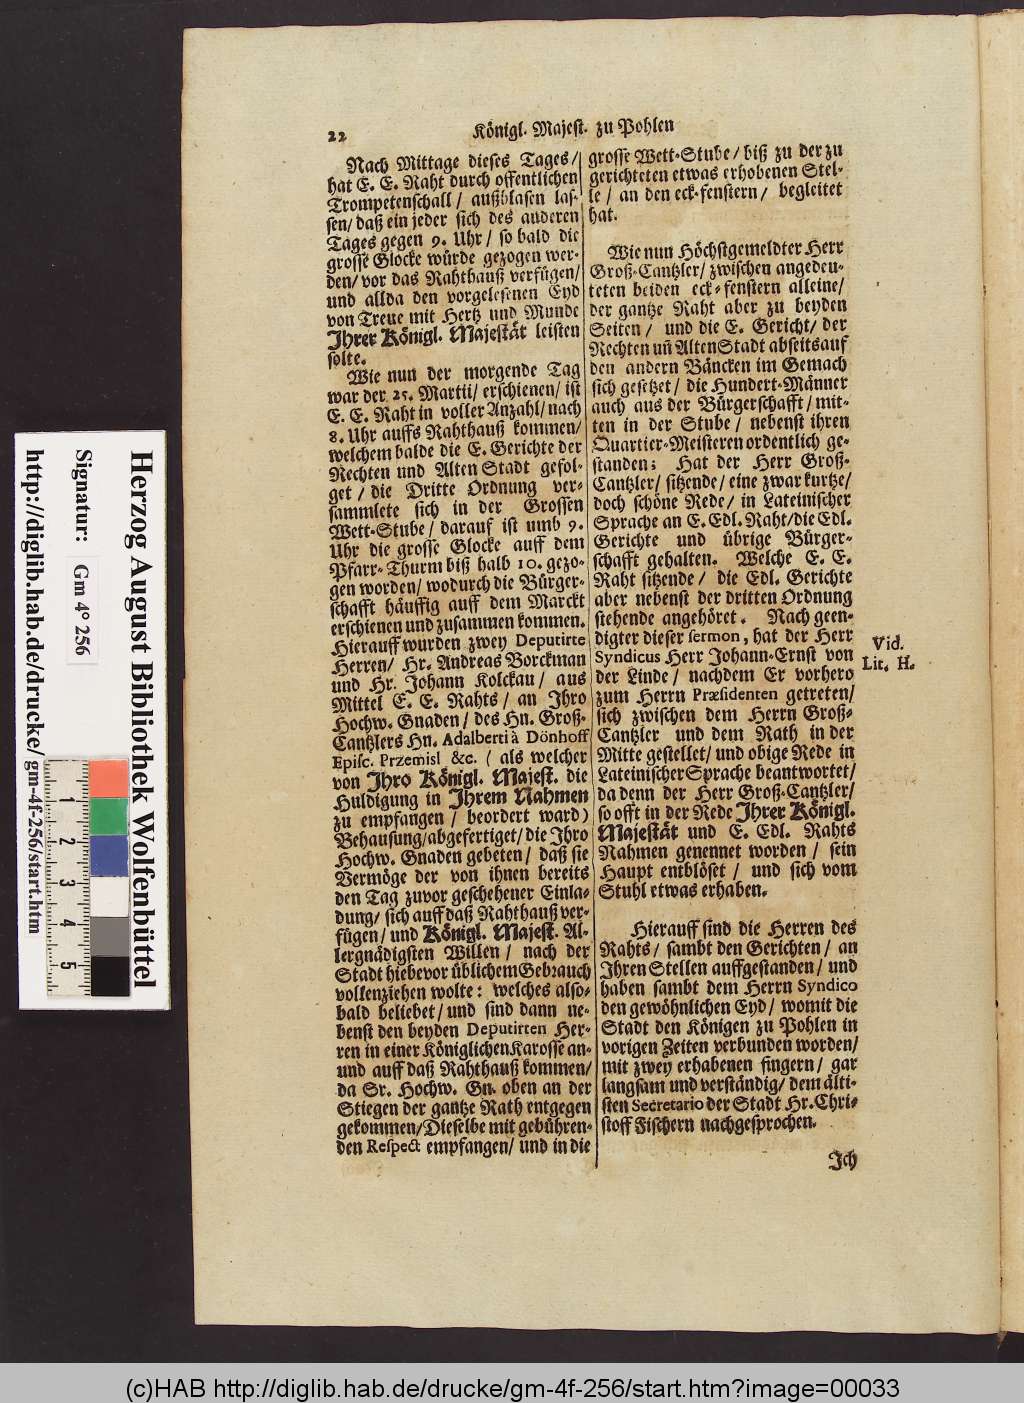 22
Königl. Majest. zu Pohlen
Nach Mittage dieses Tages/
hat E. E. Raht durch offentlichen
Trompetenschall/ außblasen las-
sen/ daß ein jeder sich des anderen
Tages gegen 9. Uhr/ so bald die
grosse Glocke würde gezogen wer-
den/ vor das Rahthauß verfügen/
und allda den vorgelesenen Eyd
von Treue mit Hertz und Munde
Ihrer Königl. Majestät leisten
solte.
Wie nun der morgende Tag
war der 25. Martii/ erschienen/ ist
E. E. Raht in voller Anzahl/ nach
8. Uhr auffs Rahthauß kommen/
welchem balde die E. Gerichte der
Rechten und Alten Stadt gefol-
get/ die Dritte Ordnung ver-
sammlete sich in der Grossen
Wett-Stube/ darauf ist umb 9.
Uhr die grosse Glocke auff dem
Pfarr-Thurm biß halb 10. gezo-
gen worden/ wodurch die Bürger-
schafft häuffig auff dem Marckt
erschienen und zusammen kommen.
Hierauff wurden zwey Deputirte
Herren/ Hr. Andreas Borckman
und Hr. Johann Kolckau/ aus
Mittel E. E. Rahts/ an Ihro
Hochw. Gnaden/ des Hn. Groß-
Cantzlers Hn. Adalberti à Dönhoff
Episc. Przemisl &c. ( als welcher
von Ihro Königl. Majest. die
Huldigung in Ihrem Nahmen
zu empfangen/ beordert ward)
Behausung/abgefertiget/ die Ihro
Hochw. Gnaden gebeten/ daß sie
Vermöge der von ihnen bereits
den Tag zuvor geschehener Einla-
dung/ sich auff daß Rahthauß ver-
fügen/ und Königl. Majest. Al-
lergnädigsten Willen/ nach der
Stadt hiebevor üblichem Gebrauch
vollenziehen wolte: welches also-
bald beliebet/ und sind dann ne-
benst den beyden Deputirten Her-
ren in einer Königlichen Karosse an-
und auff daß Rahthauß kommen/
da Sr. Hochw. Gn. oben an der
Stiegen der gantze Rath entgegen
gekommen/ Dieselbe mit gebühren-
den Respect empfangen/ und in die
grosse Wett-Stube/ biß zu der zu
gerichteten etwas erhobenen Stel-
le/ an den eck-fenstern/ begleitet
hat.
Wie nun Höchstgemeldter Herr
Groß-Cantzler/ zwischen angedeu-
teten beiden eck-fenstern alleine/
der gantze Raht aber zu beyden
Seiten/ und die E. Gericht/ der
Rechten uñ Alten Stadt abseits auf
den andern Bäncken im Gemach
sich gesetzet/ die Hundert-Männer
auch aus der Bürgerschafft/ mit-
ten in der Stube/ nebenst ihren
Quartier-Meisteren ordentlich ge-
standen; Hat der Herr Groß-
Cantzler/ sitzende/ eine zwar kurtze/
doch schöne Rede/ in Lateinischer
Sprache an E. Edl. Raht/die Edl.
Gerichte und übrige Bürger-
schafft gehalten. Welche E. E.
Raht sitzende/ die Edl. Gerichte
aber nebenst der dritten Ordnung
stehende angehöret. Nach geen-
digter dieser sermon, hat der Herr
Syndicus Herr Johann-Ernst von
der Linde/ nachdem Er vorhero
zum Herrn Præsidenten getreten/
sich zwischen dem Herrn Groß-
Cantzler und dem Rath in der
Mitte gestellet/ und obige Rede in
Lateinischer Sprache beantwortet/
da denn der Herr Groß-Cantzler/
so offt in der Rede Ihrer Königl.
Majestät und E. Edl. Rahts
Nahmen genennet worden/ sein
Haupt entblöset/ und sich vom
Stuhl etwas erhaben.
Hierauff sind die Herren des
Rahts/ sambt den Gerichten/ an
Ihren Stellen auffgestanden/ und
haben sambt dem Herrn Syndico
den gewöhnlichen Eyd/ womit die
Stadt den Königen zu Pohlen in
vorigen Zeiten verbunden worden/
mit zwey erhabenen fingern/ gar
langsam und verständig/ dem älti-
sten Secretario der Stadt Hr. Chri-
stoff Fischern nachgesprochen.
Ich
Vid.
Lit. H.
Herzog August Bibliothek Wolfenbüttel
Signatur: Gm 4° 256
http://diglib.hab.de/drucke/ gm-4f-256/start.htm
1
2
3
4
5
(c)HAB http://diglib.hab.de/drucke/gm-4f-256/start.htm?image=00033